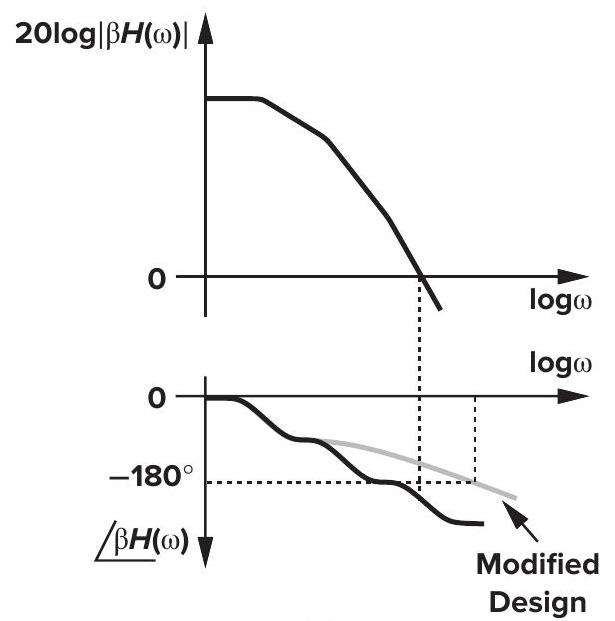 20log|βH(ω)|
0
logω
logω
0
−180°
βH(ω)
Modified
Design